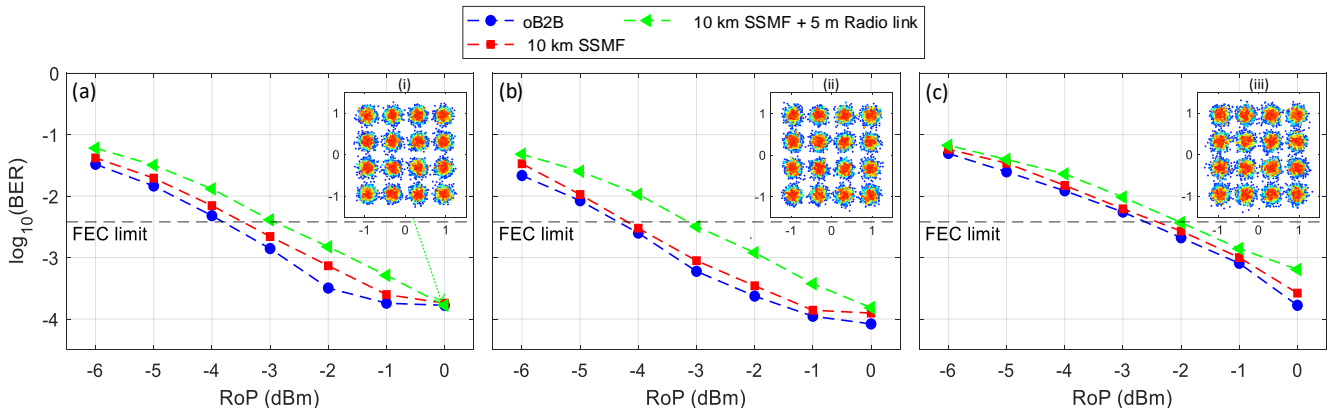 oB2B
10 km SSMF + 5 m Radio link
10 km SSMF
log10(BER)
0
-1
-2
-3
-4
(a)
(i)
1
0
-1
-1 0 1
FEC limit
-6 -5 -4 -3 -2 -1 0
RoP (dBm)
(b)
(ii)
1
0
-1
-1 0 1
FEC limit
-6 -5 -4 -3 -2 -1 0
RoP (dBm)
(c)
(iii)
1
0
-1
-1 0 1
FEC limit
-6 -5 -4 -3 -2 -1 0
RoP (dBm)